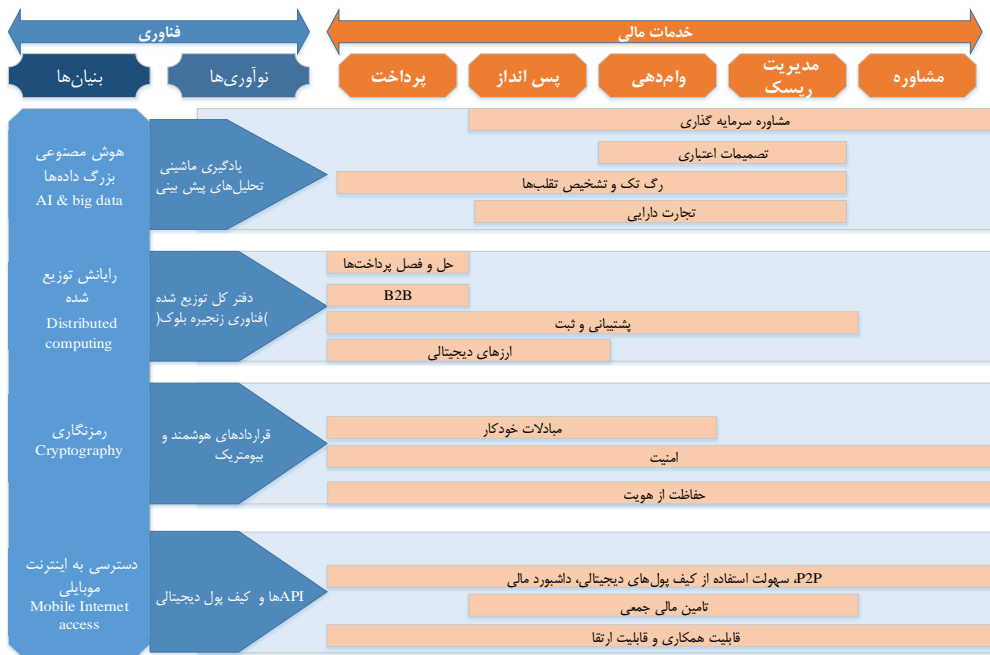 فناوری
خدمات مالی
بنیان‌ها
نوآوری‌ها
پرداخت
پس انداز
وام‌دهی
مدیریت
ریسک
مشاوره
هوش مصنوعی
بزرگ داده‌ها
AI & big data
یادگیری ماشینی
تحلیل‌های پیش بینی
مشاوره سرمایه گذاری
تصمیمات اعتباری
رگ تک و تشخیص تقلب‌ها
تجارت دارایی
رایانش توزیع
شده
Distributed
computing
دفتر کل توزیع شده
)فناوری زنجیره بلوک(
حل و فصل پرداخت‌ها
B2B
پشتیبانی و ثبت
ارزهای دیجیتالی
رمزنگاری
Cryptography
قراردادهای هوشمند و
بیومتریک
مبادلات خودکار
امنیت
حفاظت از هویت
دسترسی به اینترنت
موبایلی
Mobile Internet
access
APIها و کیف پول دیجیتالی
P2P، سهولت استفاده از کیف پول‌های دیجیتالی، داشبورد مالی
تامین مالی جمعی
قابلیت همکاری و قابلیت ارتقا